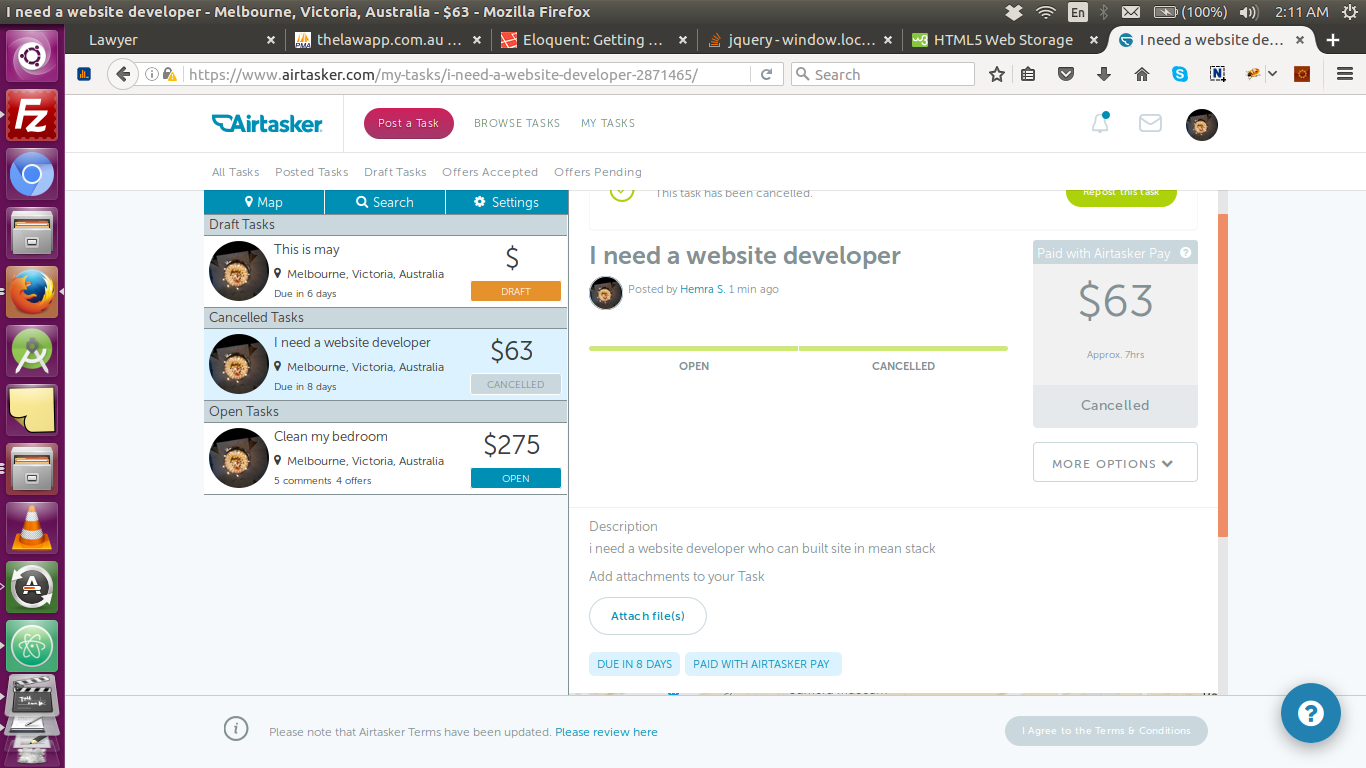 I need a website developer - Melbourne, Victoria, Australia - $63 - Mozilla Firefox
En
(100%)
2:11 AM
Lawyer
thelawapp.com.au ...
Eloquent: Getting ...
jquery - window.loc...
HTML5 Web Storage
I need a website de...
https://www.airtasker.com/my-tasks/i-need-a-website-developer-2871465/
Search
Airtasker
Post a Task
BROWSE TASKS
MY TASKS
All Tasks
Posted Tasks
Draft Tasks
Offers Accepted
Offers Pending
Map
Search
Settings
Draft Tasks
This is may
Melbourne, Victoria, Australia
Due in 6 days
$
DRAFT
Cancelled Tasks
I need a website developer
Melbourne, Victoria, Australia
Due in 8 days
$63
CANCELLED
Open Tasks
Clean my bedroom
Melbourne, Victoria, Australia
5 comments 4 offers
$275
OPEN
This task has been cancelled.
Repost this task
I need a website developer
Posted by Hemra S. 1 min ago
OPEN
CANCELLED
Paid with Airtasker Pay
$63
Approx. 7hrs
Cancelled
MORE OPTIONS
Description
i need a website developer who can built site in mean stack
Add attachments to your Task
Attach file(s)
DUE IN 8 DAYS
PAID WITH AIRTASKER PAY
Please note that Airtasker Terms have been updated. Please review here
I Agree to the Terms & Conditions